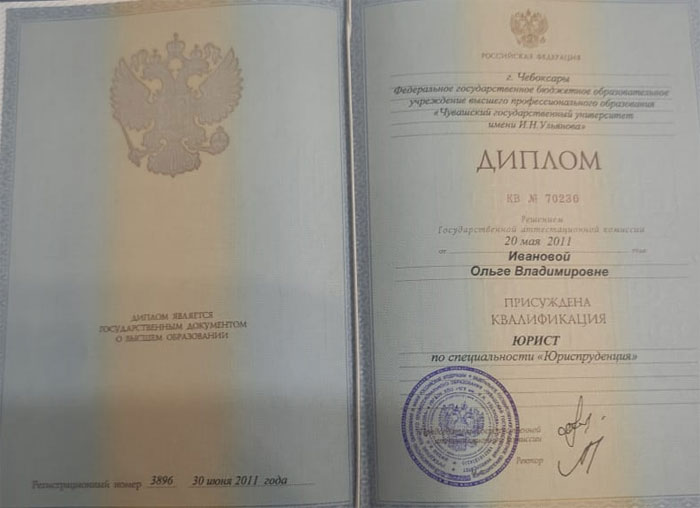 ДИПЛОМ ЯВЛЯЕТСЯ
ГОСУДАРСТВЕННЫМ ДОКУМЕНТОМ
О ВЫСШЕМ ОБРАЗОВАНИИ
Регистрационный номер 3896 30 июня 2011 года
РОССИЙСКАЯ ФЕДЕРАЦИЯ
г. Чебоксары
Федеральное государственное бюджетное образовательное
учреждение высшего профессионального образования
«Чувашский государственный университет
имени И.Н.Ульянова»
ДИПЛОМ
КВ № 70236
Решением
Государственной аттестационной комиссии
от 20 мая 2011 года
Ивановой
Ольге Владимировне
ПРИСУЖДЕНА
КВАЛИФИКАЦИЯ
ЮРИСТ
по специальности «Юриспруденция»
Ректор